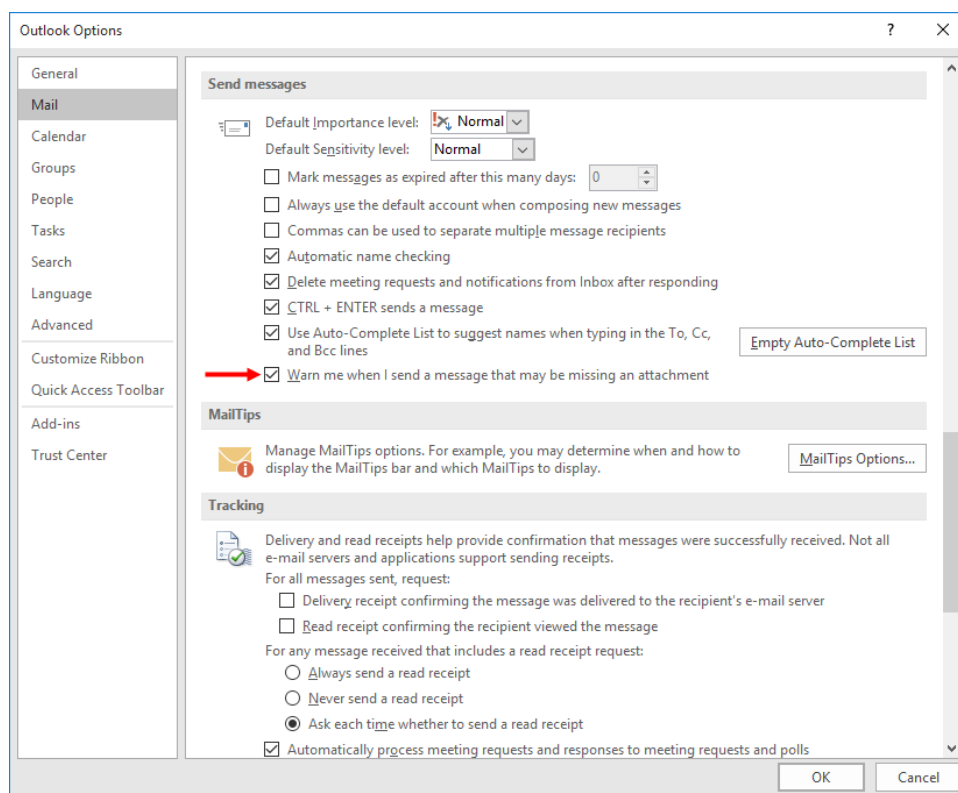 Outlook Options
?
General
Mail
Calendar
Groups
People
Tasks
Search
Language
Advanced
Customize Ribbon
Quick Access Toolbar
Add-ins
Trust Center
Send messages
Default Importance level: Normal
Default Sensitivity level: Normal
Mark messages as expired after this many days: 0
Always use the default account when composing new messages
Commas can be used to separate multiple message recipients
Automatic name checking
Delete meeting requests and notifications from Inbox after responding
CTRL + ENTER sends a message
Use Auto-Complete List to suggest names when typing in the To, Cc,
and Bcc lines
Empty Auto-Complete List
Warn me when I send a message that may be missing an attachment
MailTips
Manage MailTips options. For example, you may determine when and how to
display the MailTips bar and which MailTips to display.
MailTips Options...
Tracking
Delivery and read receipts help provide confirmation that messages were successfully received. Not all
e-mail servers and applications support sending receipts.
For all messages sent, request:
Delivery receipt confirming the message was delivered to the recipient's e-mail server
Read receipt confirming the recipient viewed the message
For any message received that includes a read receipt request:
Always send a read receipt
Never send a read receipt
Ask each time whether to send a read receipt
Automatically process meeting requests and responses to meeting requests and polls
OK
Cancel